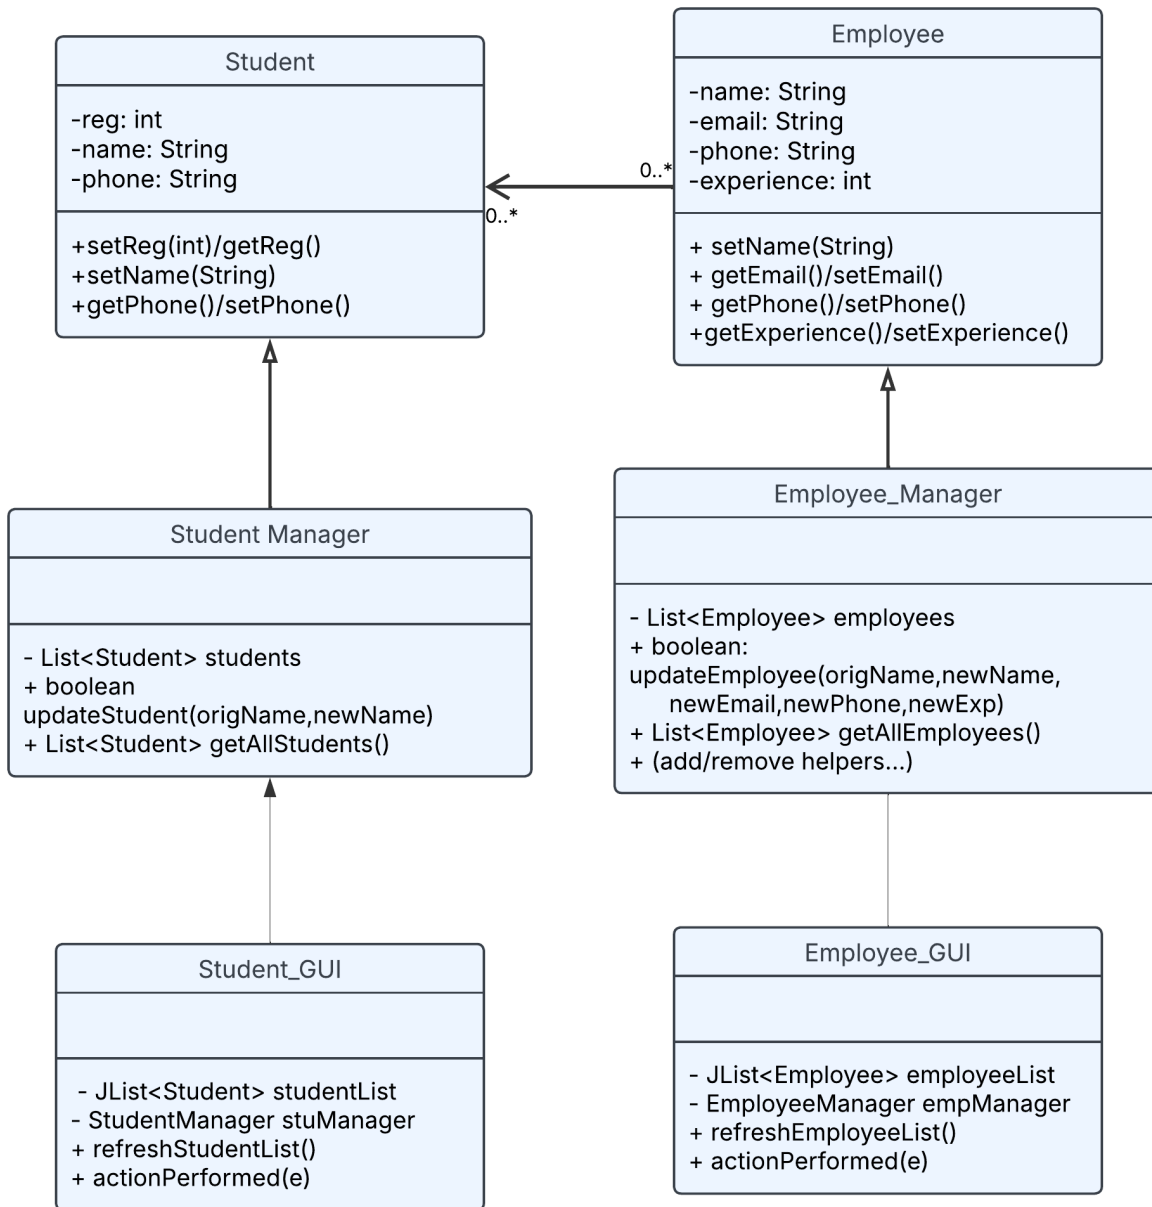 Student
-reg: int
-name: String
-phone: String
+setReg(int)/getReg()
+setName(String)
+getPhone()/setPhone()
0..*
0..*
Employee
-name: String
-email: String
-phone: String
-experience: int
+ setName(String)
+ getEmail()/setEmail()
+ getPhone()/setPhone()
+getExperience()/setExperience()
Student Manager
- List<Student> students
+ boolean
updateStudent(origName,newName)
+ List<Student> getAllStudents()
Employee_Manager
- List<Employee> employees
+ boolean:
updateEmployee(origName,newName,
newEmail,newPhone,newExp)
+ List<Employee> getAllEmployees()
+ (add/remove helpers...)
Student_GUI
- JList<Student> studentList
- StudentManager stuManager
+ refreshStudentList()
+ actionPerformed(e)
Employee_GUI
- JList<Employee> employeeList
- EmployeeManager empManager
+ refreshEmployeeList()
+ actionPerformed(e)